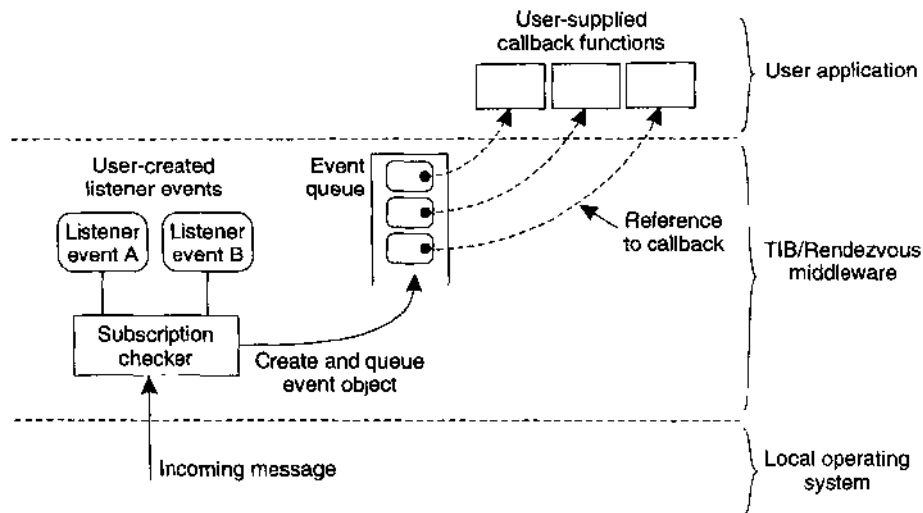 User-supplied
callback functions
User application
User-created
listener events
Event
queue
Listener
event A
Listener
event B
Reference
to callback
TIB/Rendezvous
middleware
Subscription
checker
Create and queue
event object
Incoming message
Local operating
system